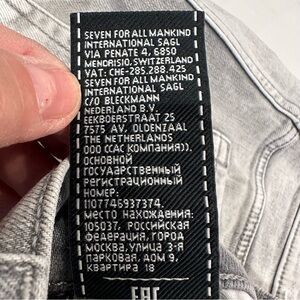 SEVEN FOR ALL MANKIND
INTERNATIONAL SAGL
VIA PENATE 4, 6850
MENDRISIO, SWITZERLAND
VAT: CHE-285.288.425
SEVEN FOR ALL MANKIND
INTERNATIONAL SAGL
C/O BLECKMANN
NEDERLAND B.V.
EEKBOERSTRAAT 25
7575 AV, OLDENZAAL
THE NETHERLANDS
ООО ССАС КОМПАНИ)).
ОСНОВНОЙ
ГОСУДАРСТВЕННЫЙ
РЕГИСТРАЦИОННЫЙ
НОМЕР:
1107746937374.
МЕСТО НАХОЖДЕНИЯ:
105037, РОССИЙСКАЯ
ФЕДЕРАЦИЯ, ГОРОД
МОСКВА, УЛИЦА 3-Я
ПАРКОВАЯ, ДОМ 9,
КВАРТИРА 18
EAC